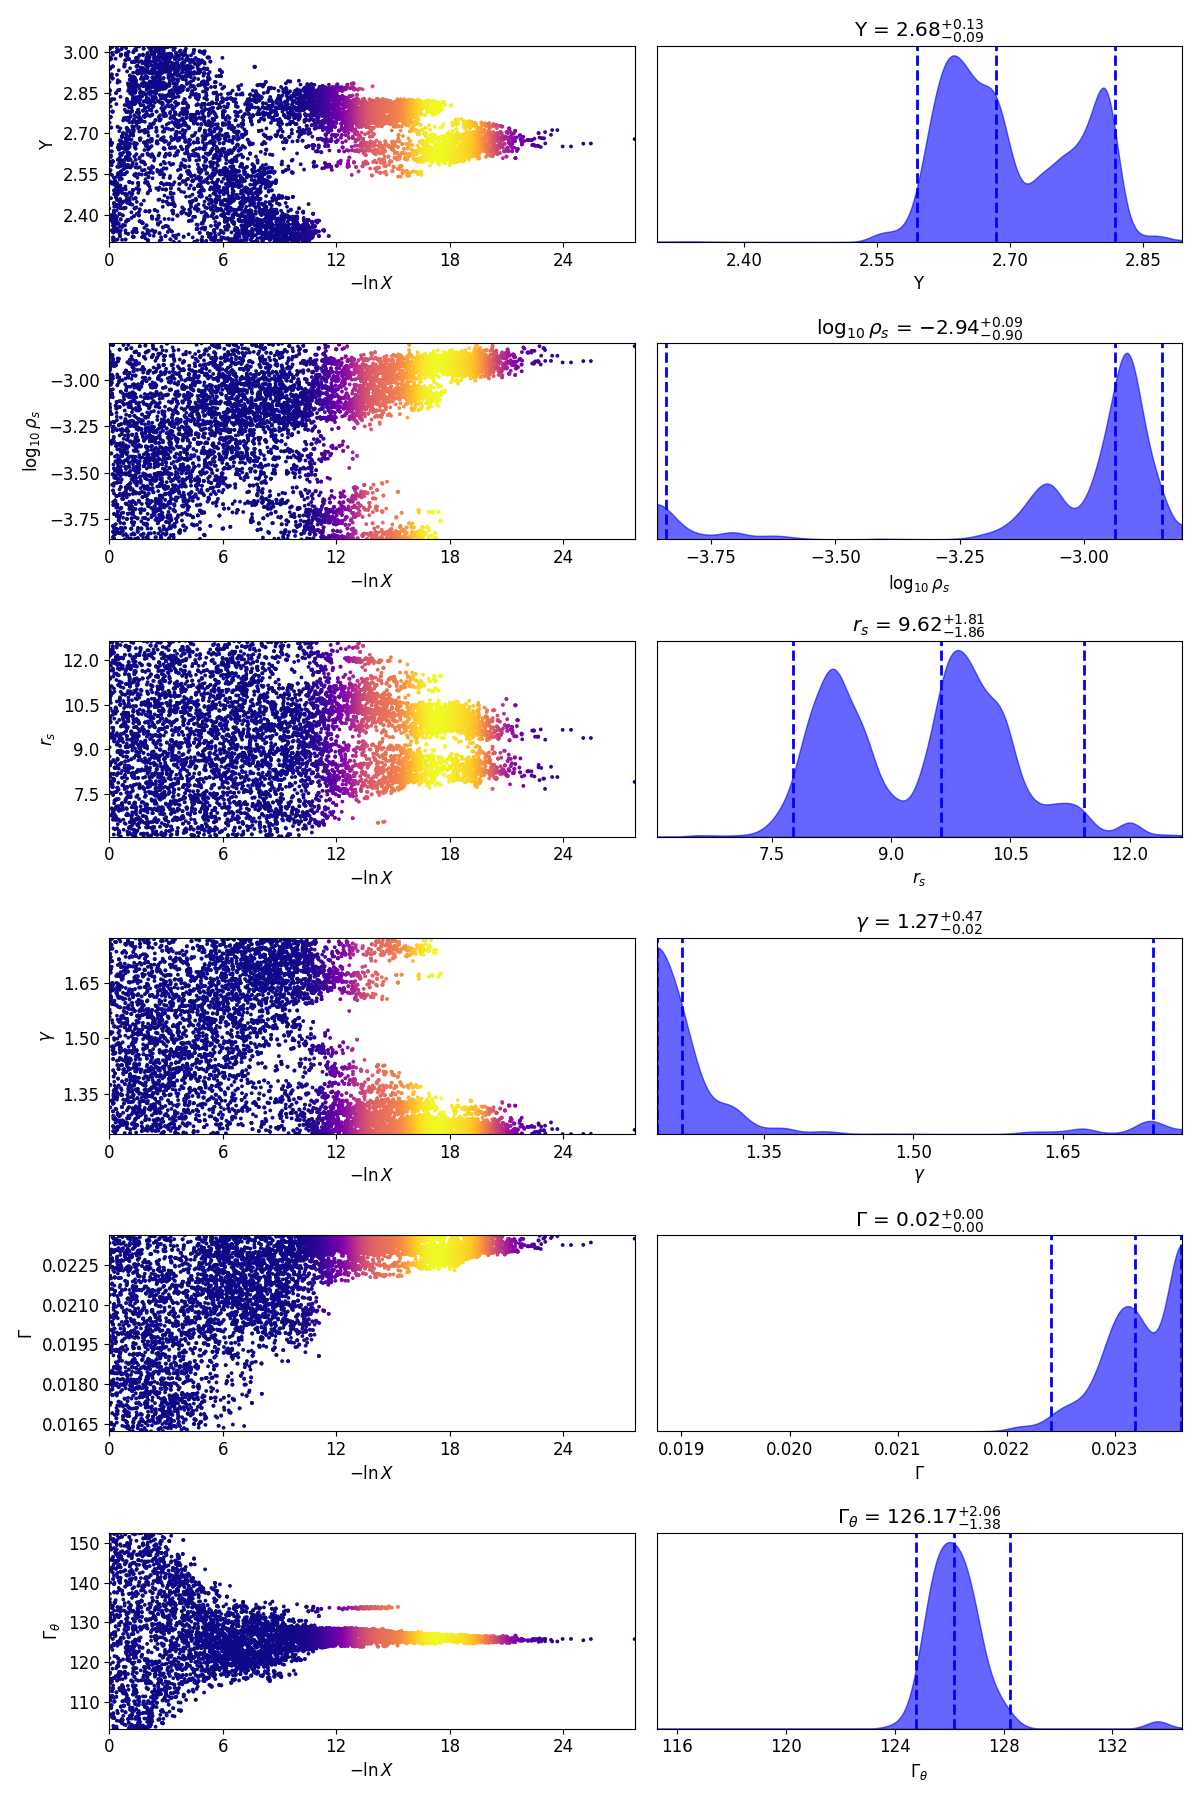 Υ = 2.68^{+0.13}_{−0.09}
3.00
2.85
2.70
2.55
2.40
Υ
0 6 12 18 24
−ln X
2.40 2.55 2.70 2.85
Υ
log₁₀ ρₛ = −2.94^{+0.09}_{−0.90}
−3.00
−3.25
−3.50
−3.75
log₁₀ ρₛ
0 6 12 18 24
−ln X
−3.75 −3.50 −3.25 −3.00
log₁₀ ρₛ
rₛ = 9.62^{+1.81}_{−1.86}
12.0
10.5
9.0
7.5
rₛ
0 6 12 18 24
−ln X
7.5 9.0 10.5 12.0
rₛ
γ = 1.27^{+0.47}_{−0.02}
1.65
1.50
1.35
γ
0 6 12 18 24
−ln X
1.35 1.50 1.65
γ
Γ = 0.02^{+0.00}_{−0.00}
0.0225
0.0210
0.0195
0.0180
0.0165
Γ
0 6 12 18 24
−ln X
0.019 0.020 0.021 0.022 0.023
Γ
Γ_θ = 126.17^{+2.06}_{−1.38}
150
140
130
120
110
Γ_θ
0 6 12 18 24
−ln X
116 120 124 128 132
Γ_θ